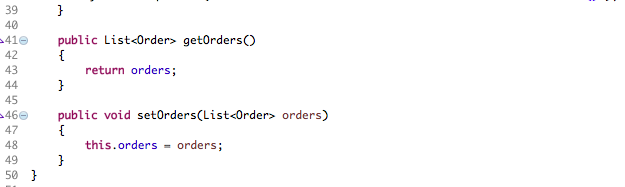 39 }
40
41 public List<Order> getOrders()
42 {
43 return orders;
44 }
45
46 public void setOrders(List<Order> orders)
47 {
48 this.orders = orders;
49 }
50 }